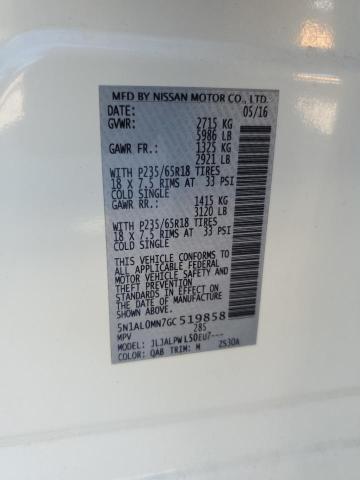 MFD BY NISSAN MOTOR CO., LTD.
DATE: 05/16
GVWR: 2715 KG
5986 LB
GAWR FR.: 1325 KG
2921 LB
WITH P235/65R18 TIRES
18 X 7.5 RIMS AT 33 PSI
COLD SINGLE
GAWR RR.: 1415 KG
3120 LB
WITH P235/65R18 TIRES
18 X 7.5 RIMS AT 33 PSI
COLD SINGLE
THIS VEHICLE CONFORMS TO
ALL APPLICABLE FEDERAL
MOTOR VEHICLE SAFETY AND
THEFT PREVENTION
STANDARDS IN EFFECT ON
THE DATE OF MANUFACTURE
SHOWN ABOVE.
5N1AL0MN7GC519858
MPV 285
MODEL: JLJALPWL50EU7---
COLOR: QAB TRIM: M ZS30A